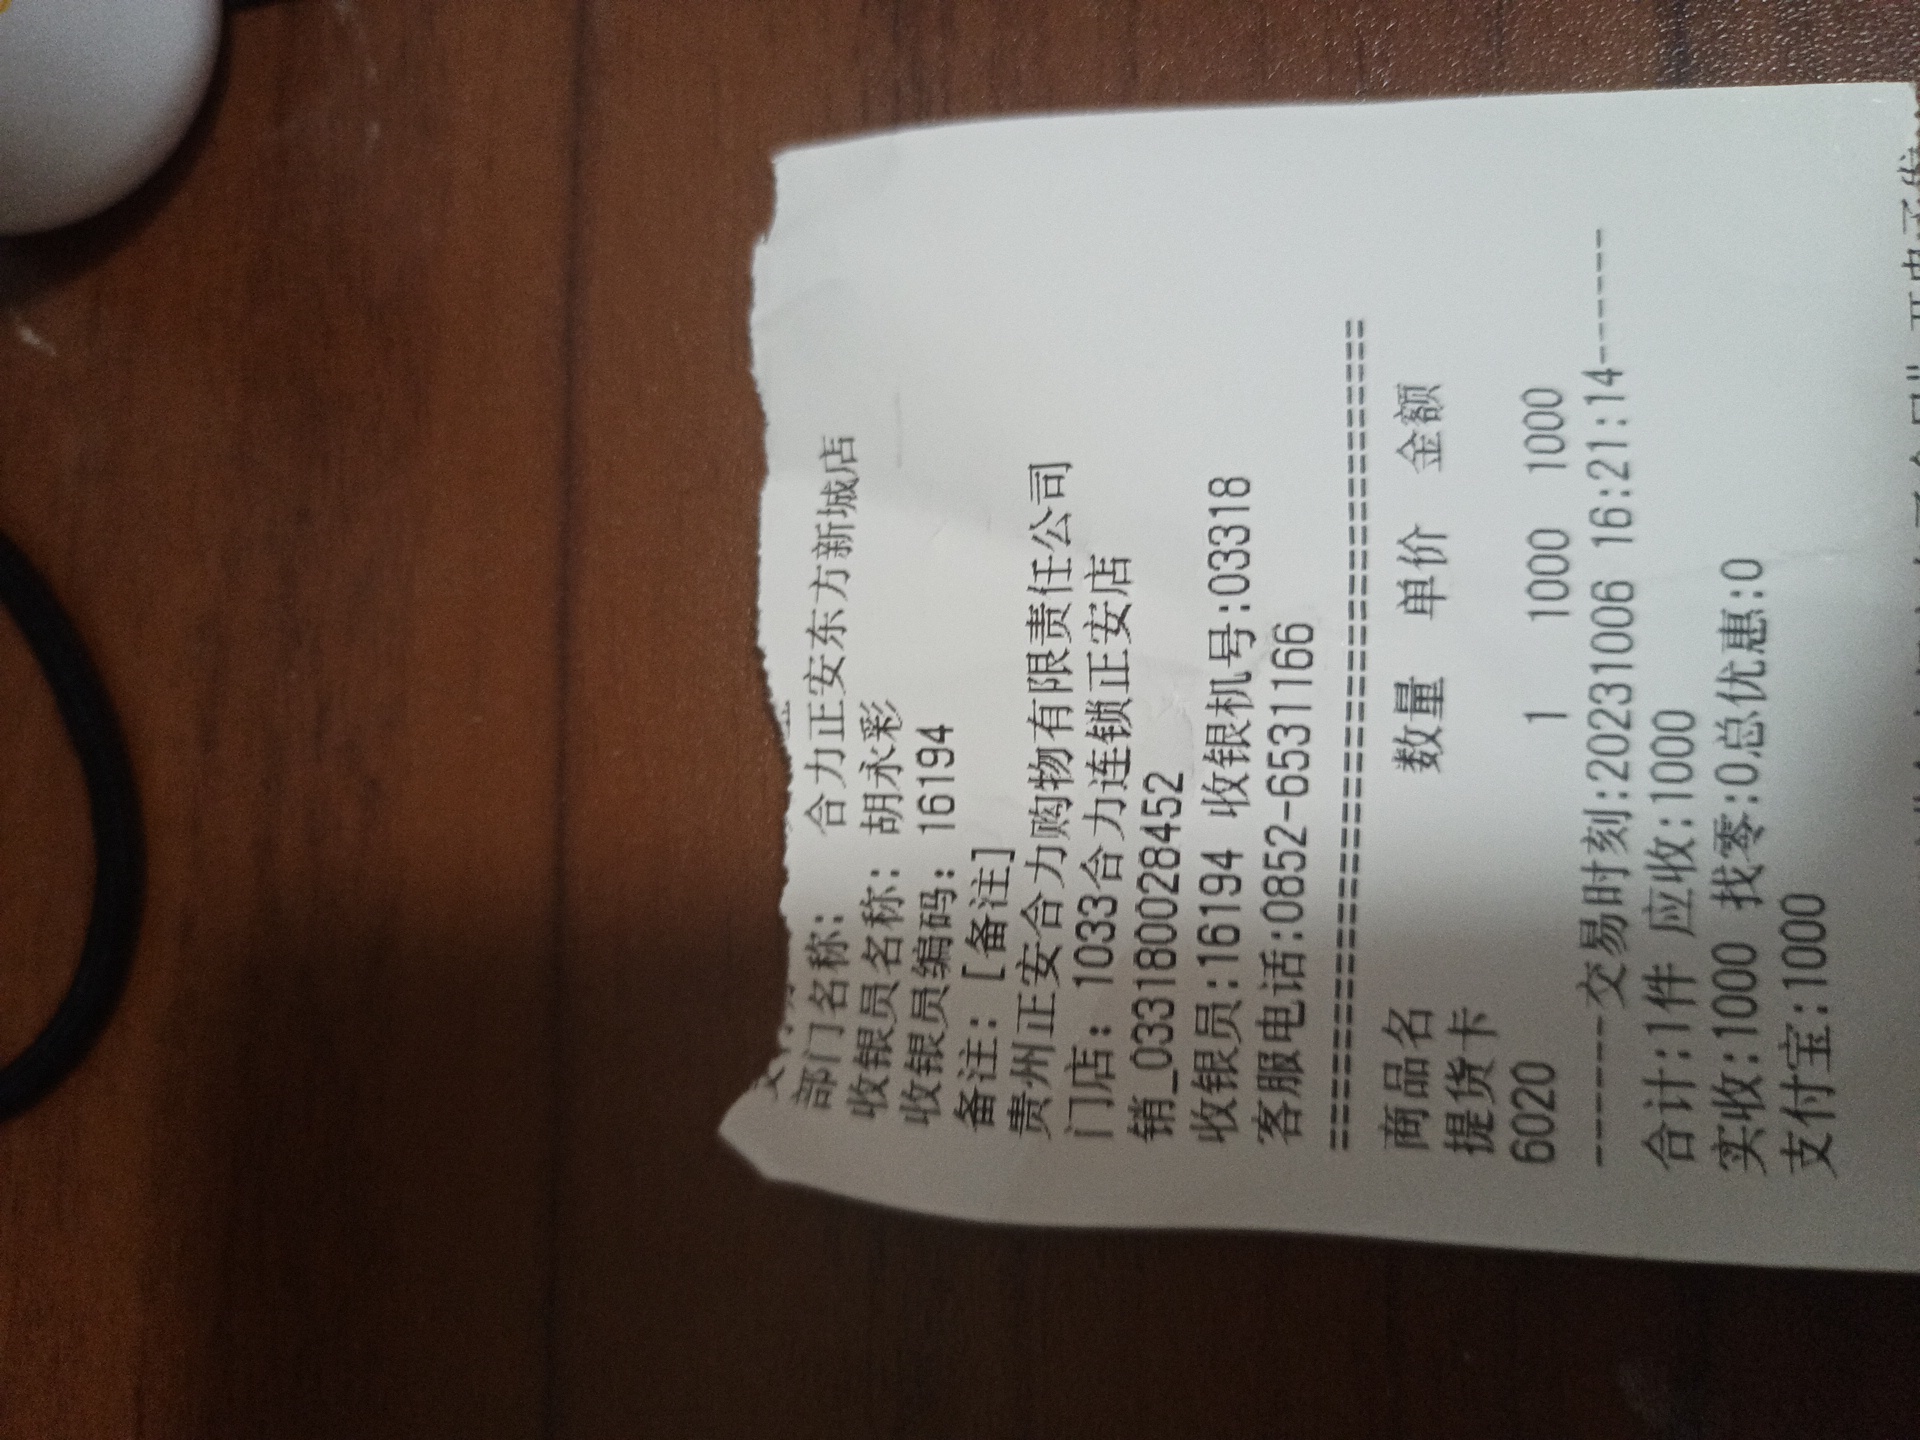 部门名称： 合力正安东方新城店
收银员名称：胡永彩
收银员编码：16194
备注：[备注]
贵州正安合力购物有限责任公司
门店：1033合力连锁正安店
销_0331800028452
收银员:16194 收银机号:03318
客服电话:0852-6531166
========================================
商品名 数量 单价 金额
提货卡
6020 1 1000 1000
--------交易时刻:20231006 16:21:14-------
合计:1件 应收:1000
实收:1000 找零:0总优惠:0
支付宝:1000